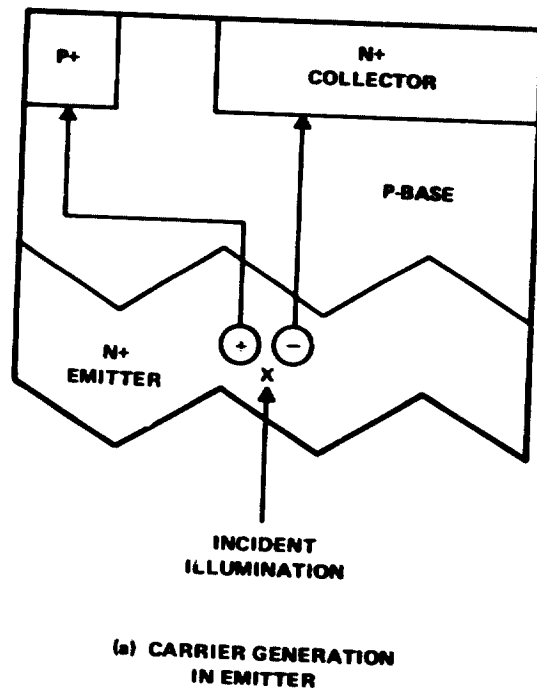 P+
N+
COLLECTOR
P-BASE
N+
EMITTER
+
−
X
INCIDENT
ILLUMINATION
(a) CARRIER GENERATION
IN EMITTER